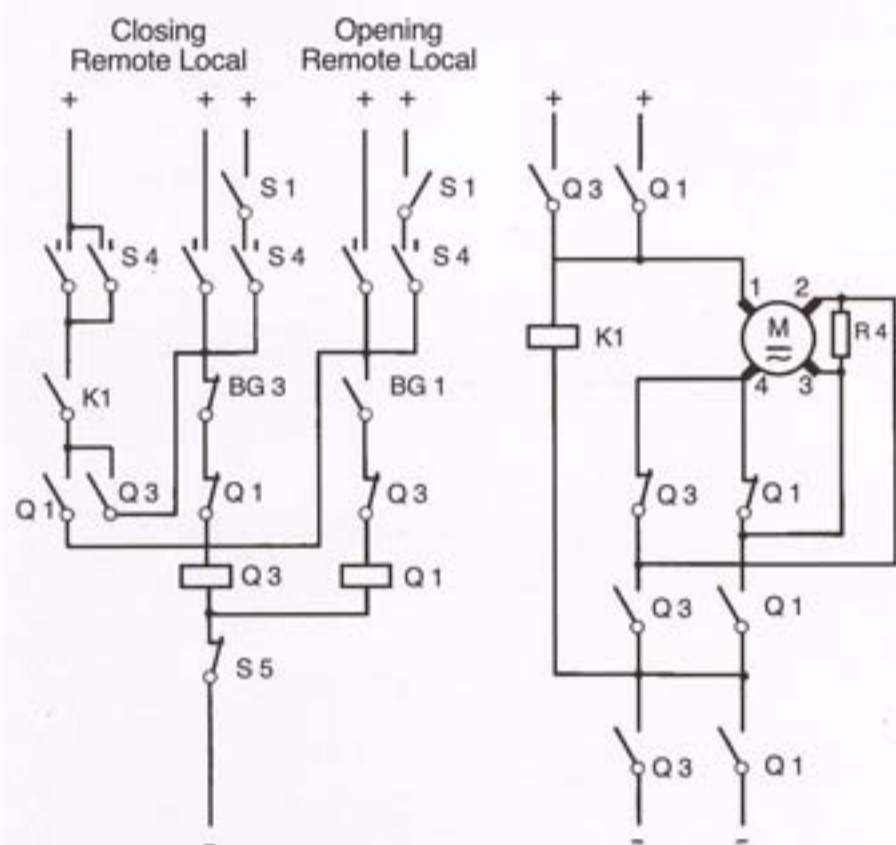 Closing Opening
Remote Local Remote Local
+ + + + + + +
S 1 S 1 Q 3 Q 1
S 4 S 4 S 4
1 2
M
K1 R 4
4 3
K1 BG 3 BG 1
Q 1 Q 3 Q 1 Q 3 Q 3 Q 1
Q 3 Q 1 Q 3 Q 1
S 5
Q 3 Q 1
- - -